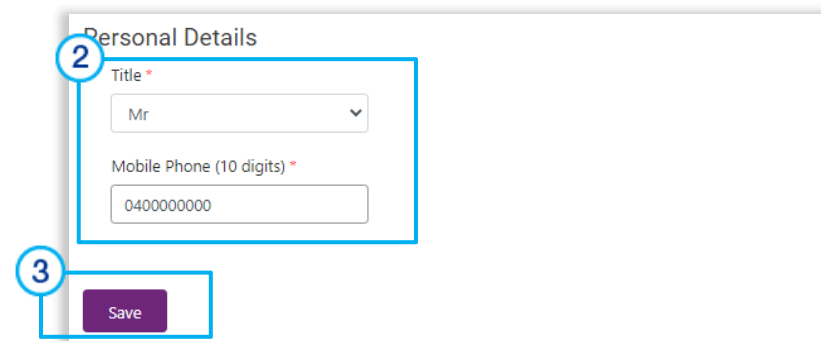 Personal Details
2
Title *
Mr
Mobile Phone (10 digits) *
0400000000
3
Save